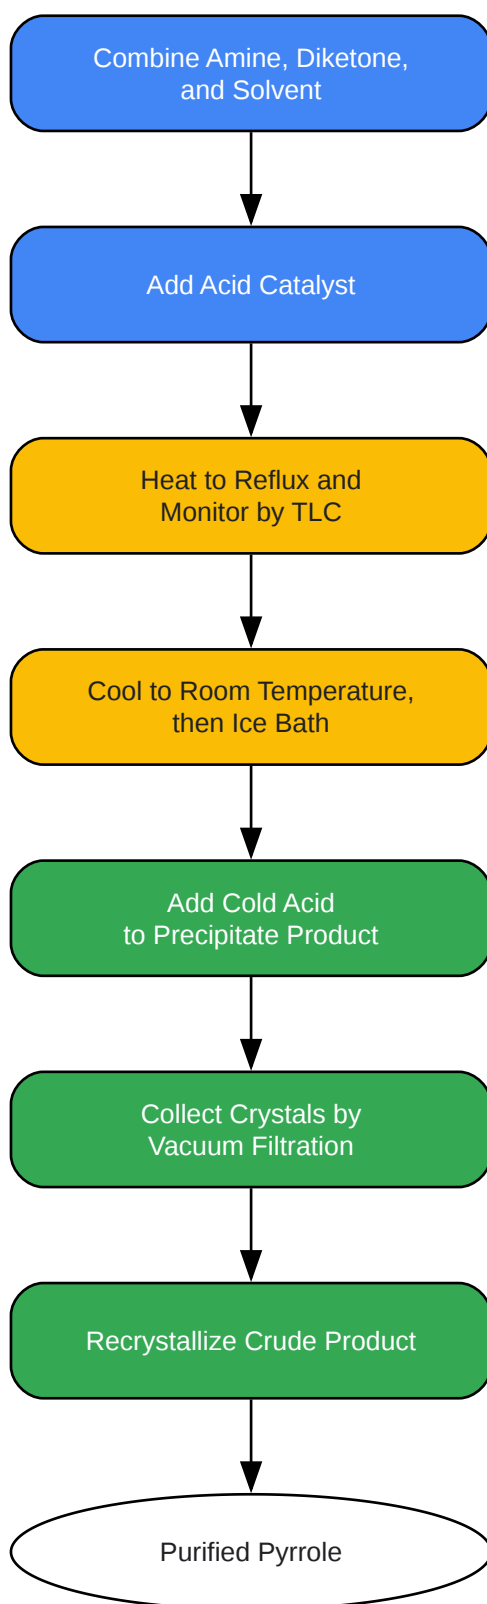 Combine Amine, Diketone,
and Solvent
Add Acid Catalyst
Heat to Reflux and
Monitor by TLC
Cool to Room Temperature,
then Ice Bath
Add Cold Acid
to Precipitate Product
Collect Crystals by
Vacuum Filtration
Recrystallize Crude Product
Purified Pyrrole